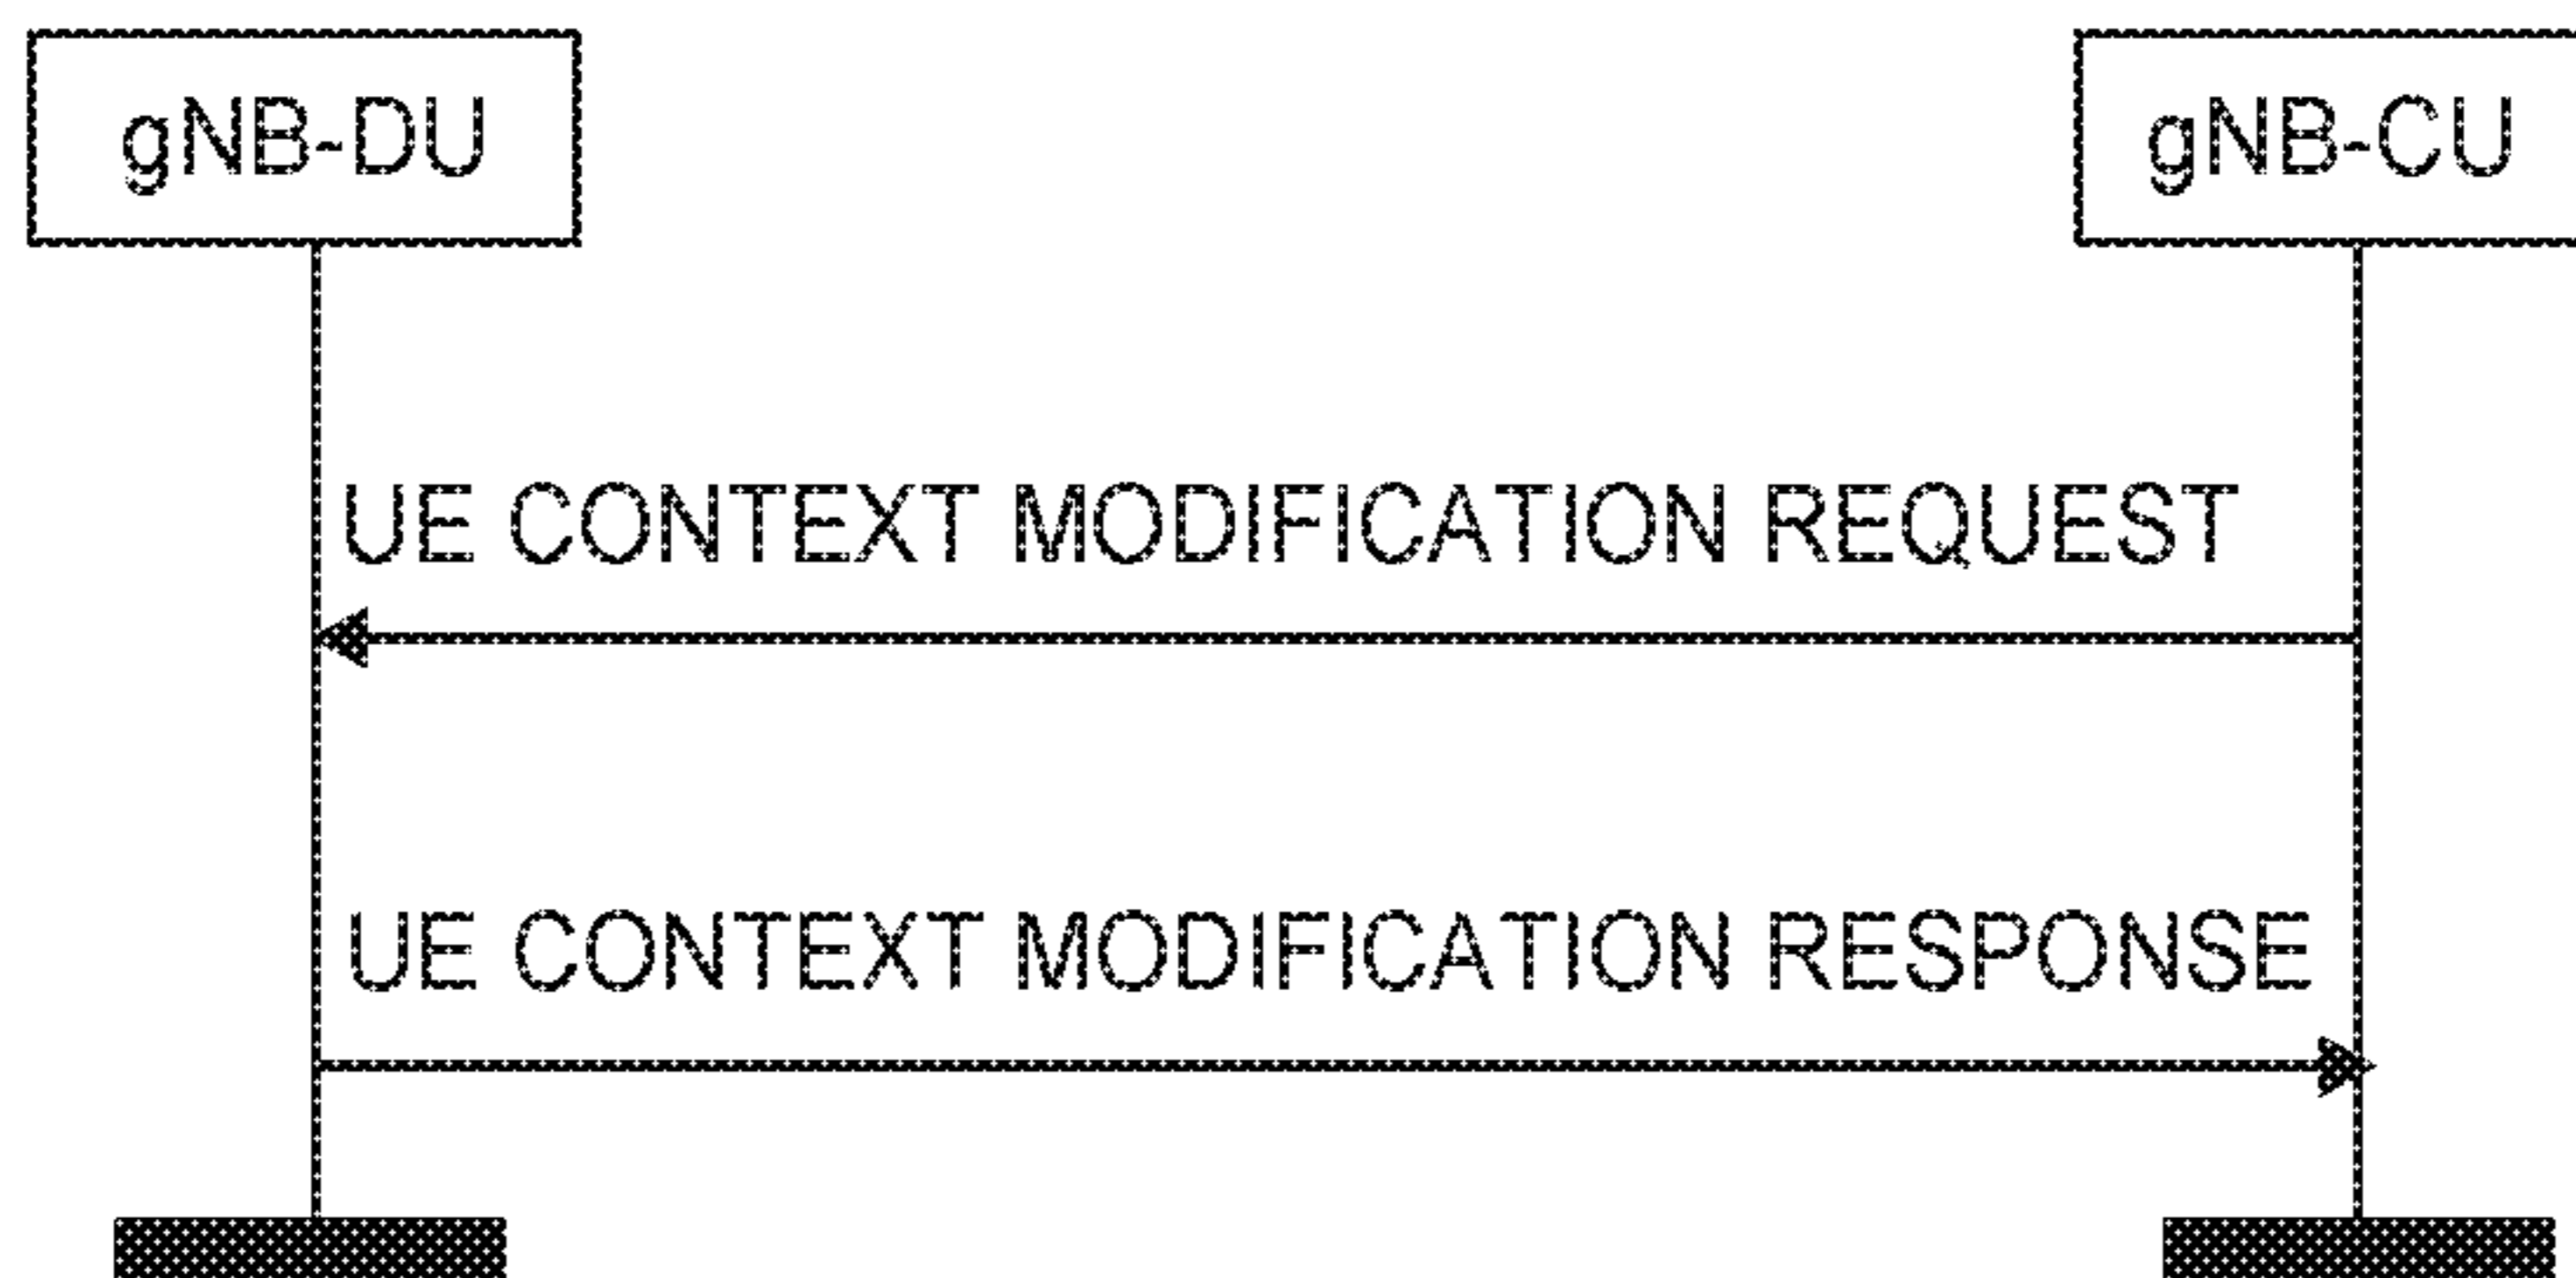 gNB-DU
gNB-CU
UE CONTEXT MODIFICATION REQUEST
UE CONTEXT MODIFICATION RESPONSE